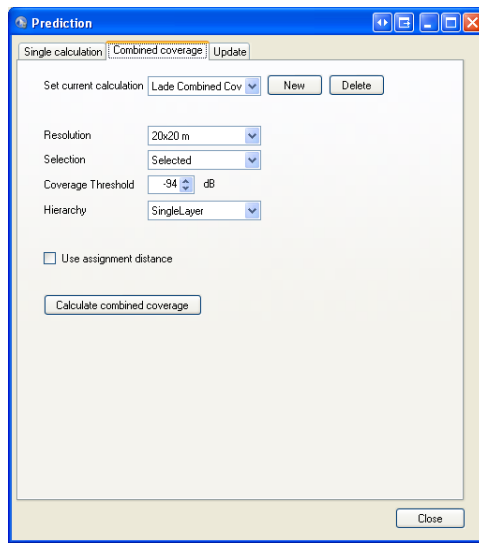 Prediction
Single calculation Combined coverage Update
Set current calculation Lade Combined Cov New Delete
Resolution 20x20 m
Selection Selected
Coverage Threshold -94 dB
Hierarchy SingleLayer
Use assignment distance
Calculate combined coverage
Close